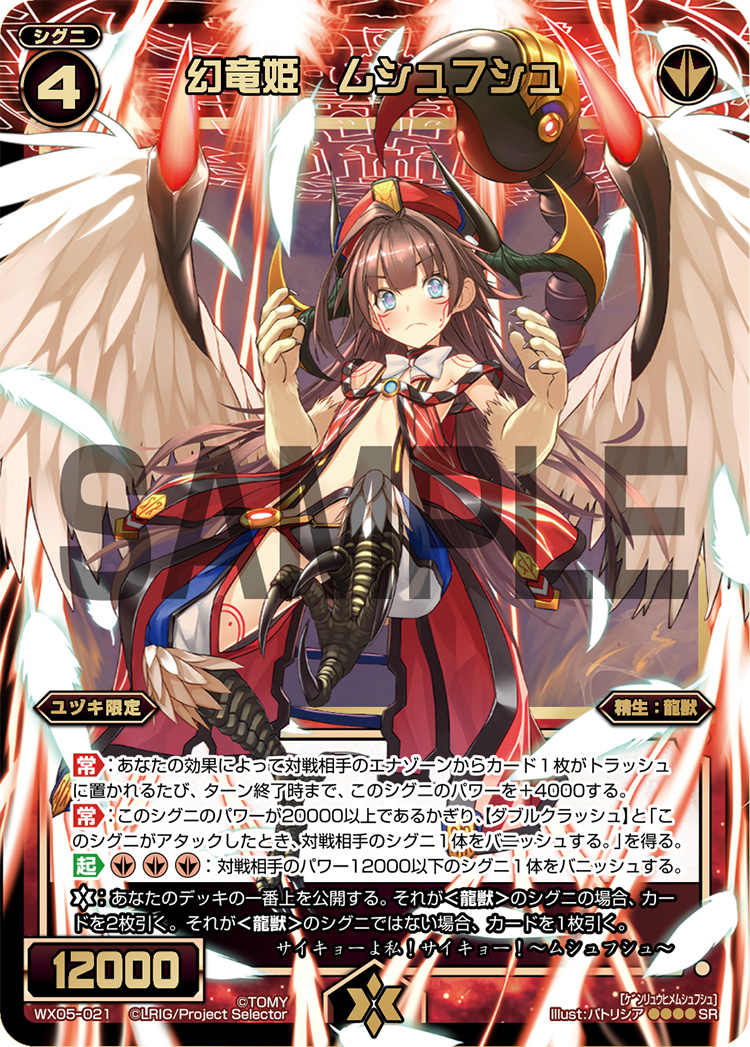 シグニ
4
幻竜姫　ムシュフシュ
SAMPLE
ユヅキ限定
精生：龍獣
常：あなたの効果によって対戦相手のエナゾーンからカード１枚がトラッシュ
に置かれるたび、ターン終了時まで、このシグニのパワーを＋4000する。
常：このシグニのパワーが20000以上であるかぎり、【ダブルクラッシュ】と「こ
のシグニがアタックしたとき、対戦相手のシグニ１体をバニッシュする。」を得る。
起：対戦相手のパワー12000以下のシグニ１体をバニッシュする。
：あなたのデッキの一番上を公開する。それが＜龍獣＞のシグニの場合、カー
ドを２枚引く。それが＜龍獣＞のシグニではない場合、カードを１枚引く。
サイキョーよ私！サイキョー！～ムシュフシュ～
12000
©TOMY
[ゲンリュウヒメムシュフシュ]
WX05-021 ©LRIG/Project Selector
Illust:パトリシア SR